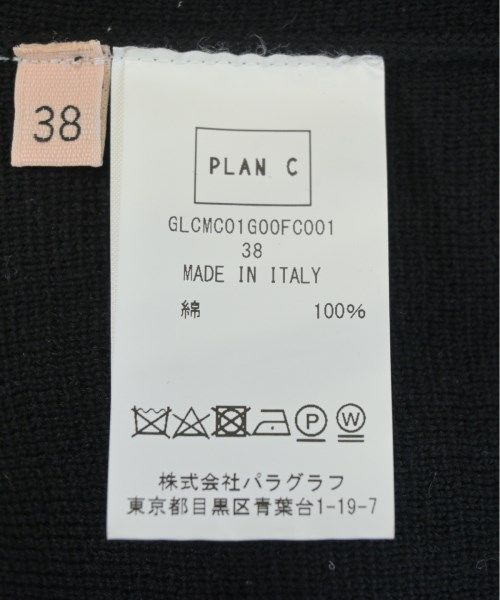 38
PLAN C
GLCMC01G00FC001
38
MADE IN ITALY
綿 100%
P W
株式会社パラグラフ
東京都目黒区青葉台1-19-7